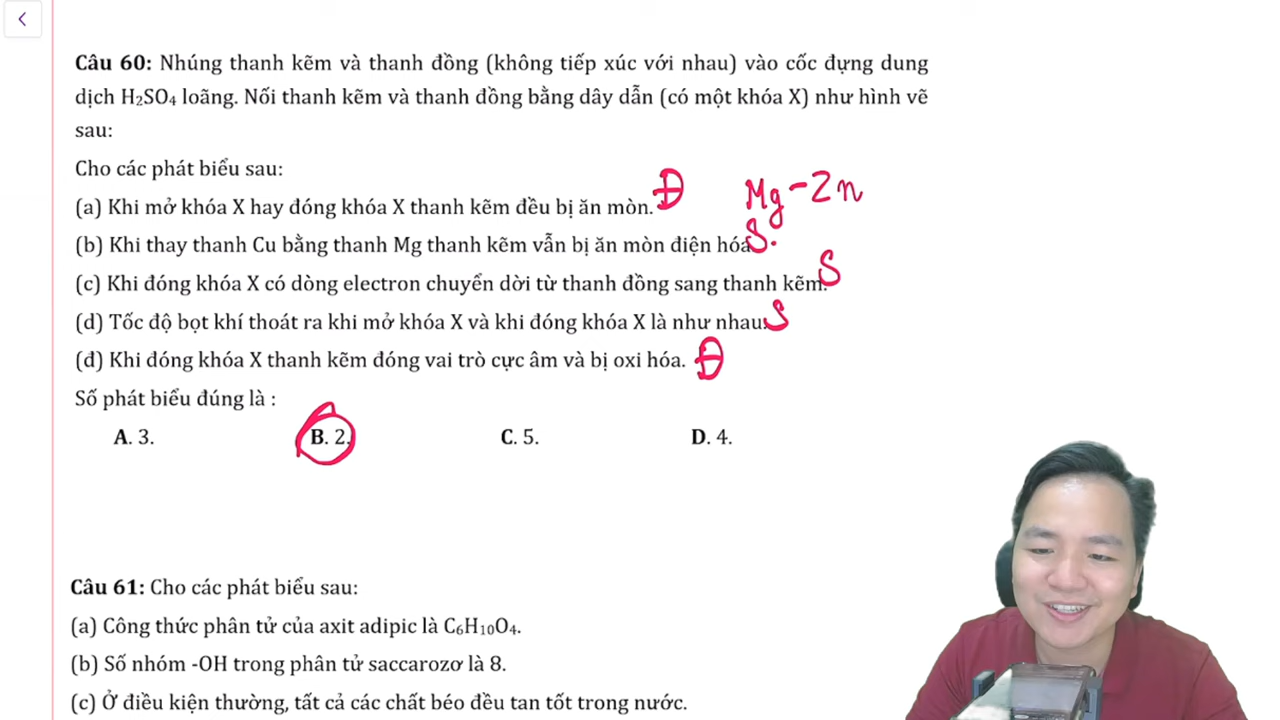 Câu 60: Nhúng thanh kẽm và thanh đồng (không tiếp xúc với nhau) vào cốc đựng dung
dịch H₂SO₄ loãng. Nối thanh kẽm và thanh đồng bằng dây dẫn (có một khóa X) như hình vẽ
sau:
Cho các phát biểu sau:
(a) Khi mở khóa X hay đóng khóa X thanh kẽm đều bị ăn mòn. Đ Mg - Zn
(b) Khi thay thanh Cu bằng thanh Mg thanh kẽm vẫn bị ăn mòn điện hóa S.
(c) Khi đóng khóa X có dòng electron chuyển dời từ thanh đồng sang thanh kẽm. S
(d) Tốc độ bọt khí thoát ra khi mở khóa X và khi đóng khóa X là như nhau. S
(đ) Khi đóng khóa X thanh kẽm đóng vai trò cực âm và bị oxi hóa. Đ
Số phát biểu đúng là :
A. 3. B. 2. C. 5. D. 4.
Câu 61: Cho các phát biểu sau:
(a) Công thức phân tử của axit adipic là C₆H₁₀O₄.
(b) Số nhóm -OH trong phân tử saccarozơ là 8.
(c) Ở điều kiện thường, tất cả các chất béo đều tan tốt trong nước.